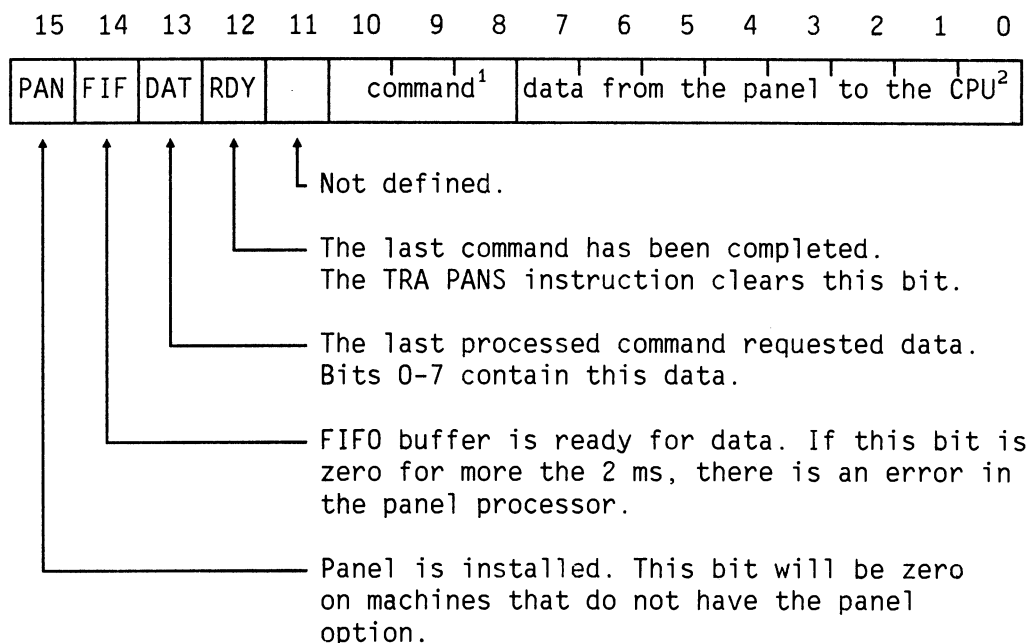 15 14 13 12 11 10 9 8 7 6 5 4 3 2 1 0
PAN FIF DAT RDY . command¹ data from the panel to the CPU²
Not defined.
The last command has been completed.
The TRA PANS instruction clears this bit.
The last processed command requested data.
Bits 0-7 contain this data.
FIFO buffer is ready for data. If this bit is
zero for more the 2 ms, there is an error in
the panel processor.
Panel is installed. This bit will be zero
on machines that do not have the panel
option.